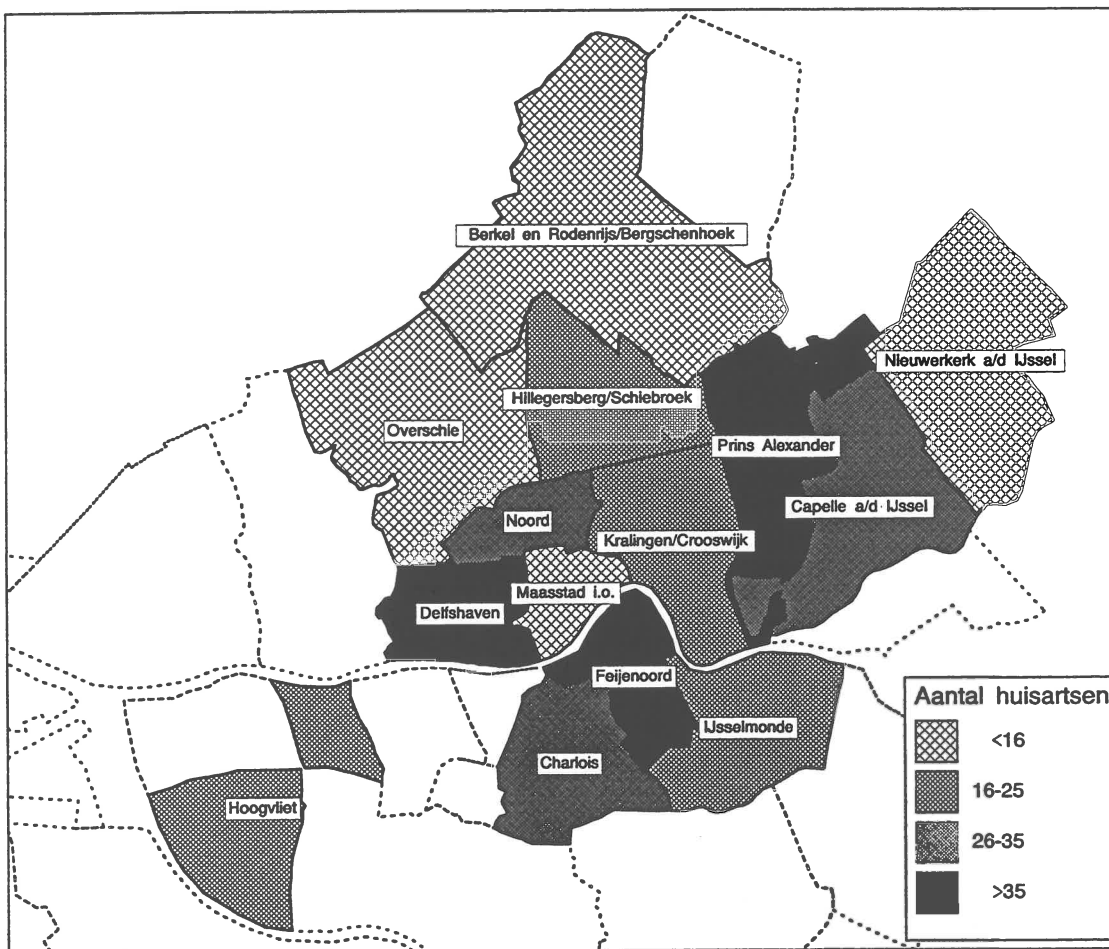 Berkel en Rodenrijs/Bergschenhoek
Nieuwerkerk a/d IJssel
Hillegersberg/Schiebroek
Overschie
Prins Alexander
Capelle a/d IJssel
Noord
Kralingen/Crooswijk
Maasstad i.o.
Delfshaven
Feijenoord
IJsselmonde
Charlois
Hoogvliet
Aantal huisartsen
<16
16-25
26-35
>35